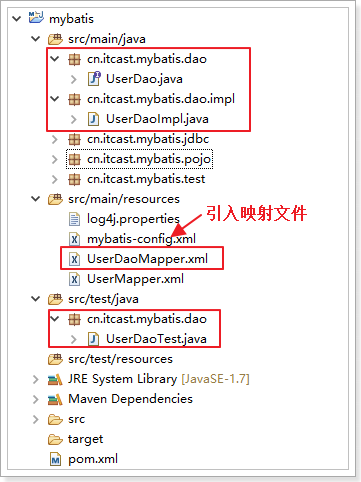 mybatis
src/main/java
cn.itcast.mybatis.dao
UserDao.java
cn.itcast.mybatis.dao.impl
UserDaoImpl.java
cn.itcast.mybatis.jdbc
cn.itcast.mybatis.pojo
cn.itcast.mybatis.test
src/main/resources
log4j.properties
引入映射文件
mybatis-config.xml
UserDaoMapper.xml
UserMapper.xml
src/test/java
cn.itcast.mybatis.dao
UserDaoTest.java
src/test/resources
JRE System Library [JavaSE-1.7]
Maven Dependencies
src
target
pom.xml